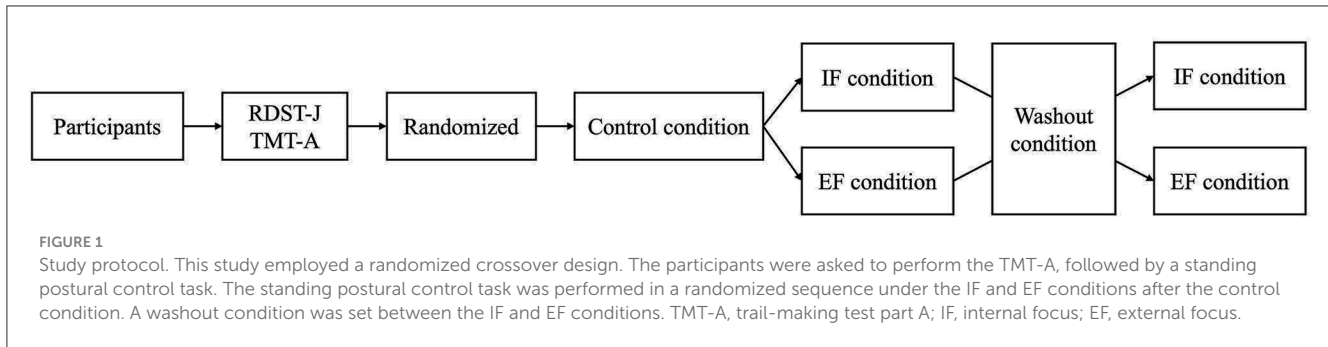 Participants
RDST-J
TMT-A
Randomized
Control condition
IF condition
EF condition
Washout
condition
IF condition
EF condition
FIGURE 1
Study protocol. This study employed a randomized crossover design. The participants were asked to perform the TMT-A, followed by a standing
postural control task. The standing postural control task was performed in a randomized sequence under the IF and EF conditions after the control
condition. A washout condition was set between the IF and EF conditions. TMT-A, trail-making test part A; IF, internal focus; EF, external focus.